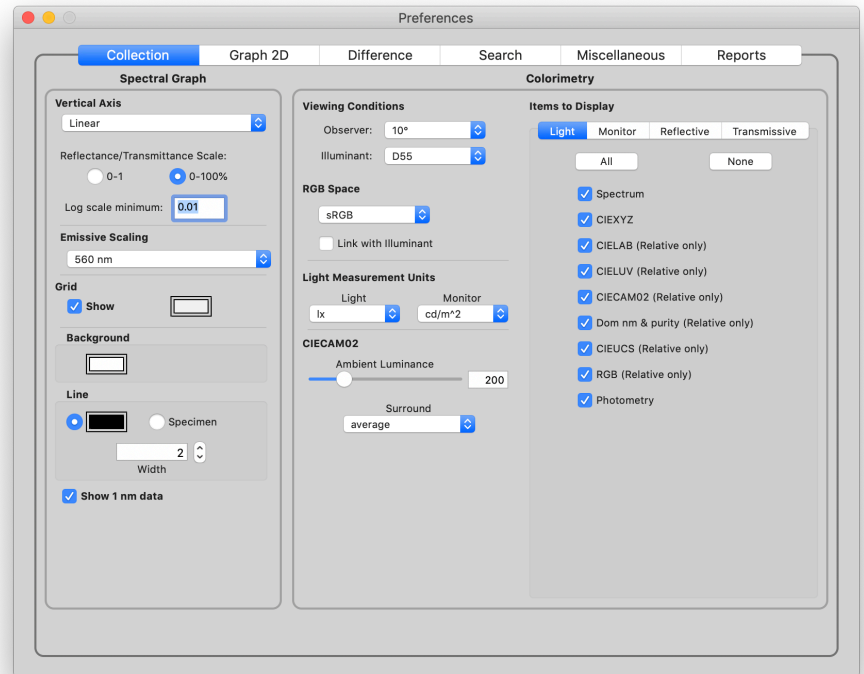 Preferences
Collection Graph 2D Difference Search Miscellaneous Reports
Spectral Graph
Vertical Axis
Linear
Reflectance/Transmittance Scale:
0-1 0-100%
Log scale minimum: 0.01
Emissive Scaling
560 nm
Grid
Show
Background
Line
Specimen
2
Width
Show 1 nm data
Colorimetry
Viewing Conditions
Observer: 10°
Illuminant: D55
RGB Space
sRGB
Link with Illuminant
Light Measurement Units
Light Monitor
lx cd/m^2
CIECAM02
Ambient Luminance
200
Surround
average
Items to Display
Light Monitor Reflective Transmissive
All None
Spectrum
CIEXYZ
CIELAB (Relative only)
CIELUV (Relative only)
CIECAM02 (Relative only)
Dom nm & purity (Relative only)
CIEUCS (Relative only)
RGB (Relative only)
Photometry